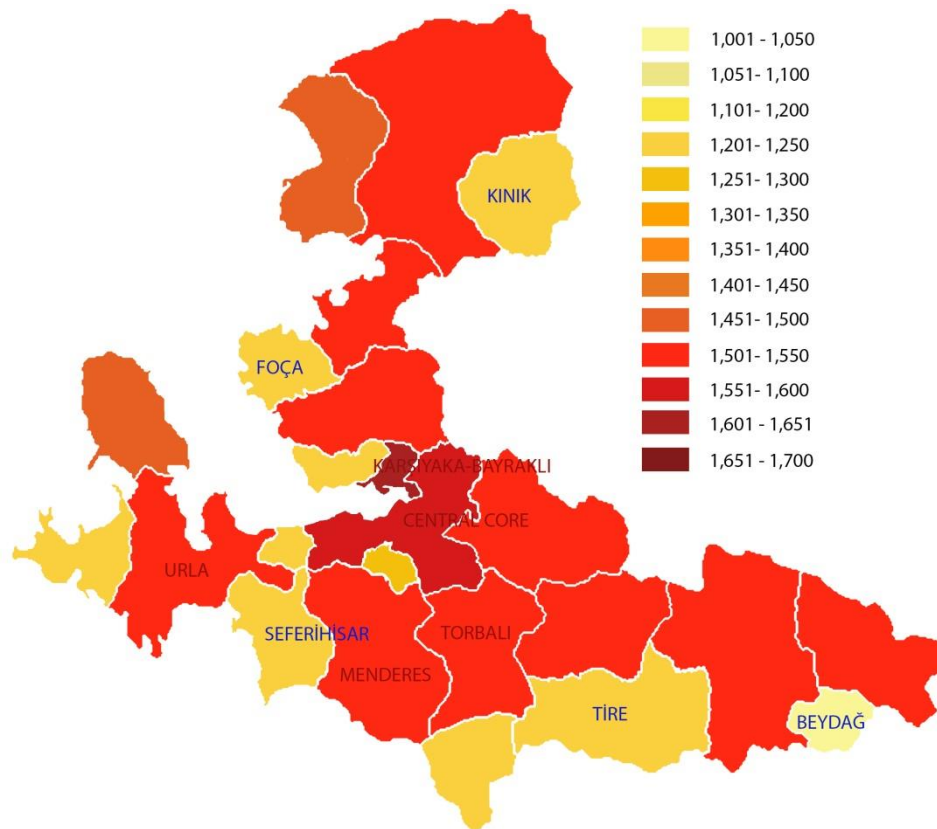 1,001 - 1,050
1,051- 1,100
1,101- 1,200
1,201- 1,250
1,251- 1,300
1,301- 1,350
1,351- 1,400
1,401- 1,450
1,451- 1,500
1,501- 1,550
1,551- 1,600
1,601 - 1,651
1,651 - 1,700
KINIK
FOÇA
KARSIYAKA-BAYRAKLI
CENTRAL CORE
URLA
SEFERİHİSAR
TORBALI
MENDERES
TİRE
BEYDAĞ